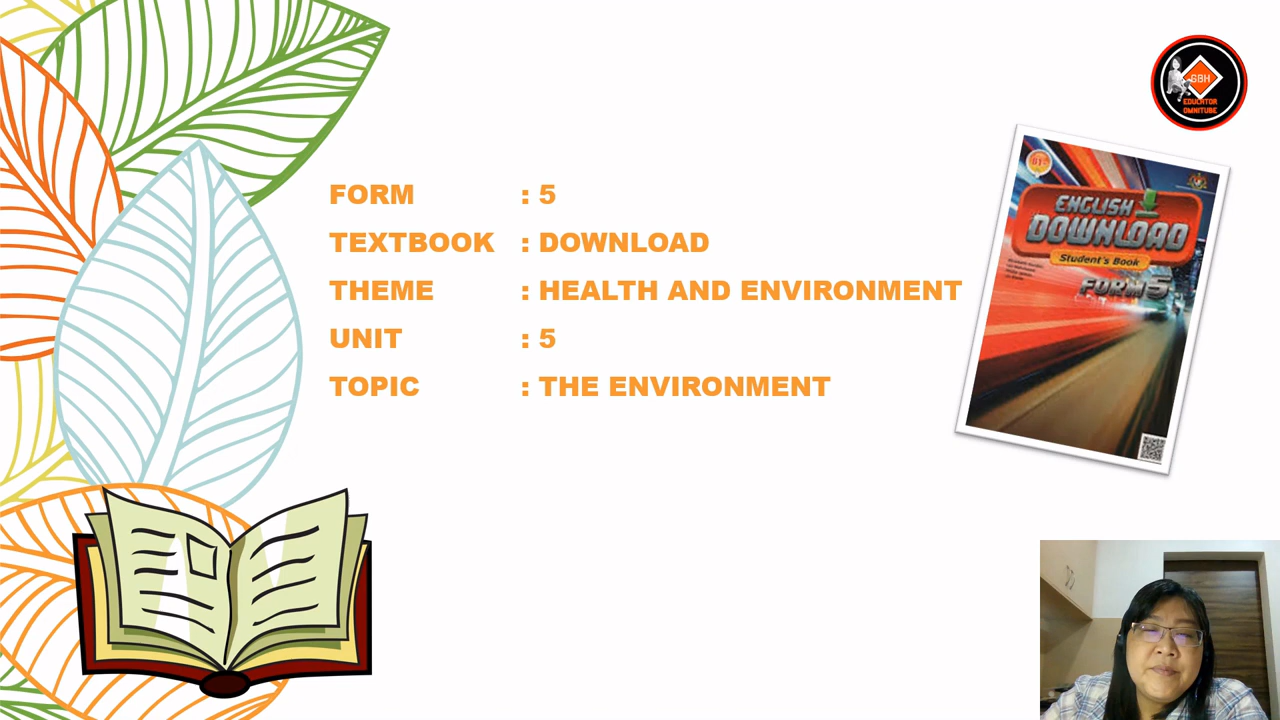 FORM : 5
TEXTBOOK : DOWNLOAD
THEME : HEALTH AND ENVIRONMENT
UNIT : 5
TOPIC : THE ENVIRONMENT
GBH
EDUCATOR
OMNITUBE
ENGLISH
DOWNLOAD
Student's Book
FORM 5